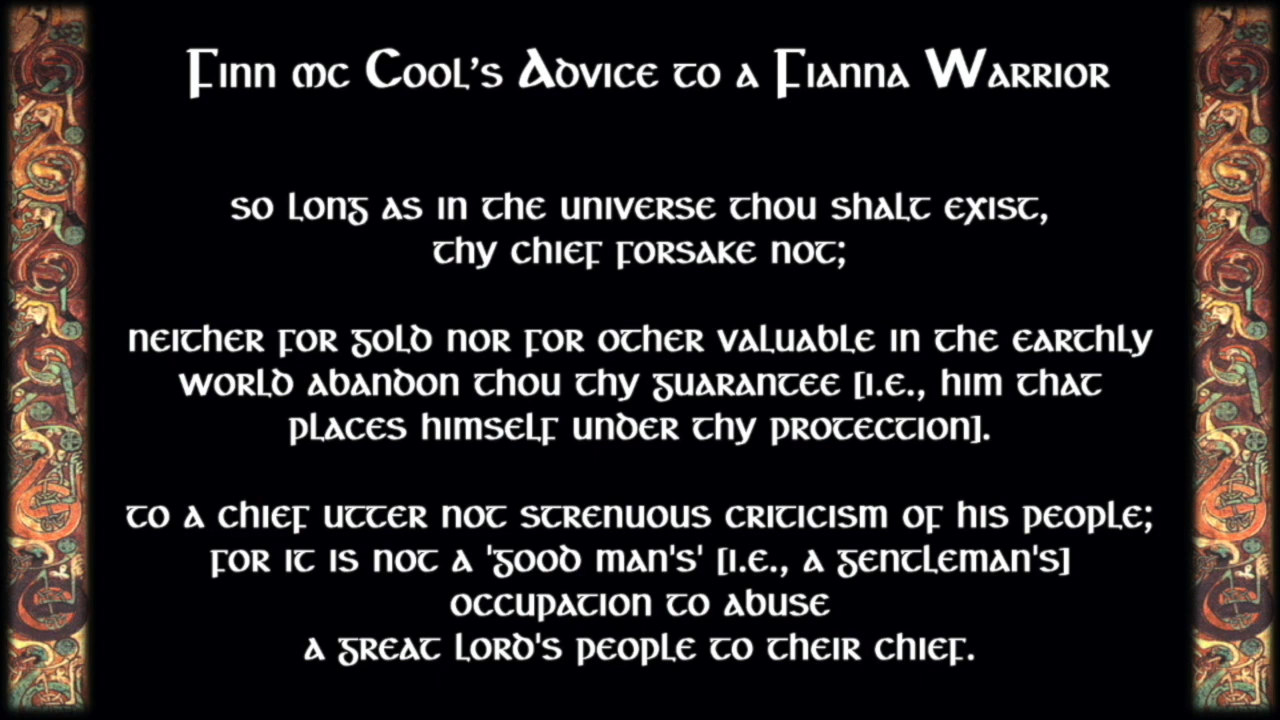 Finn mc Cool's Advice to a Fianna Warrior
so long as in the universe thou shalt exist,
thy chief forsake not;
neither for gold nor for other valuable in the earthly
world abandon thou thy guarantee [i.e., him that
places himself under thy protection].
to a chief utter not strenuous criticism of his people;
for it is not a 'good man's' [i.e., a gentleman's]
occupation to abuse
a great lord's people to their chief.